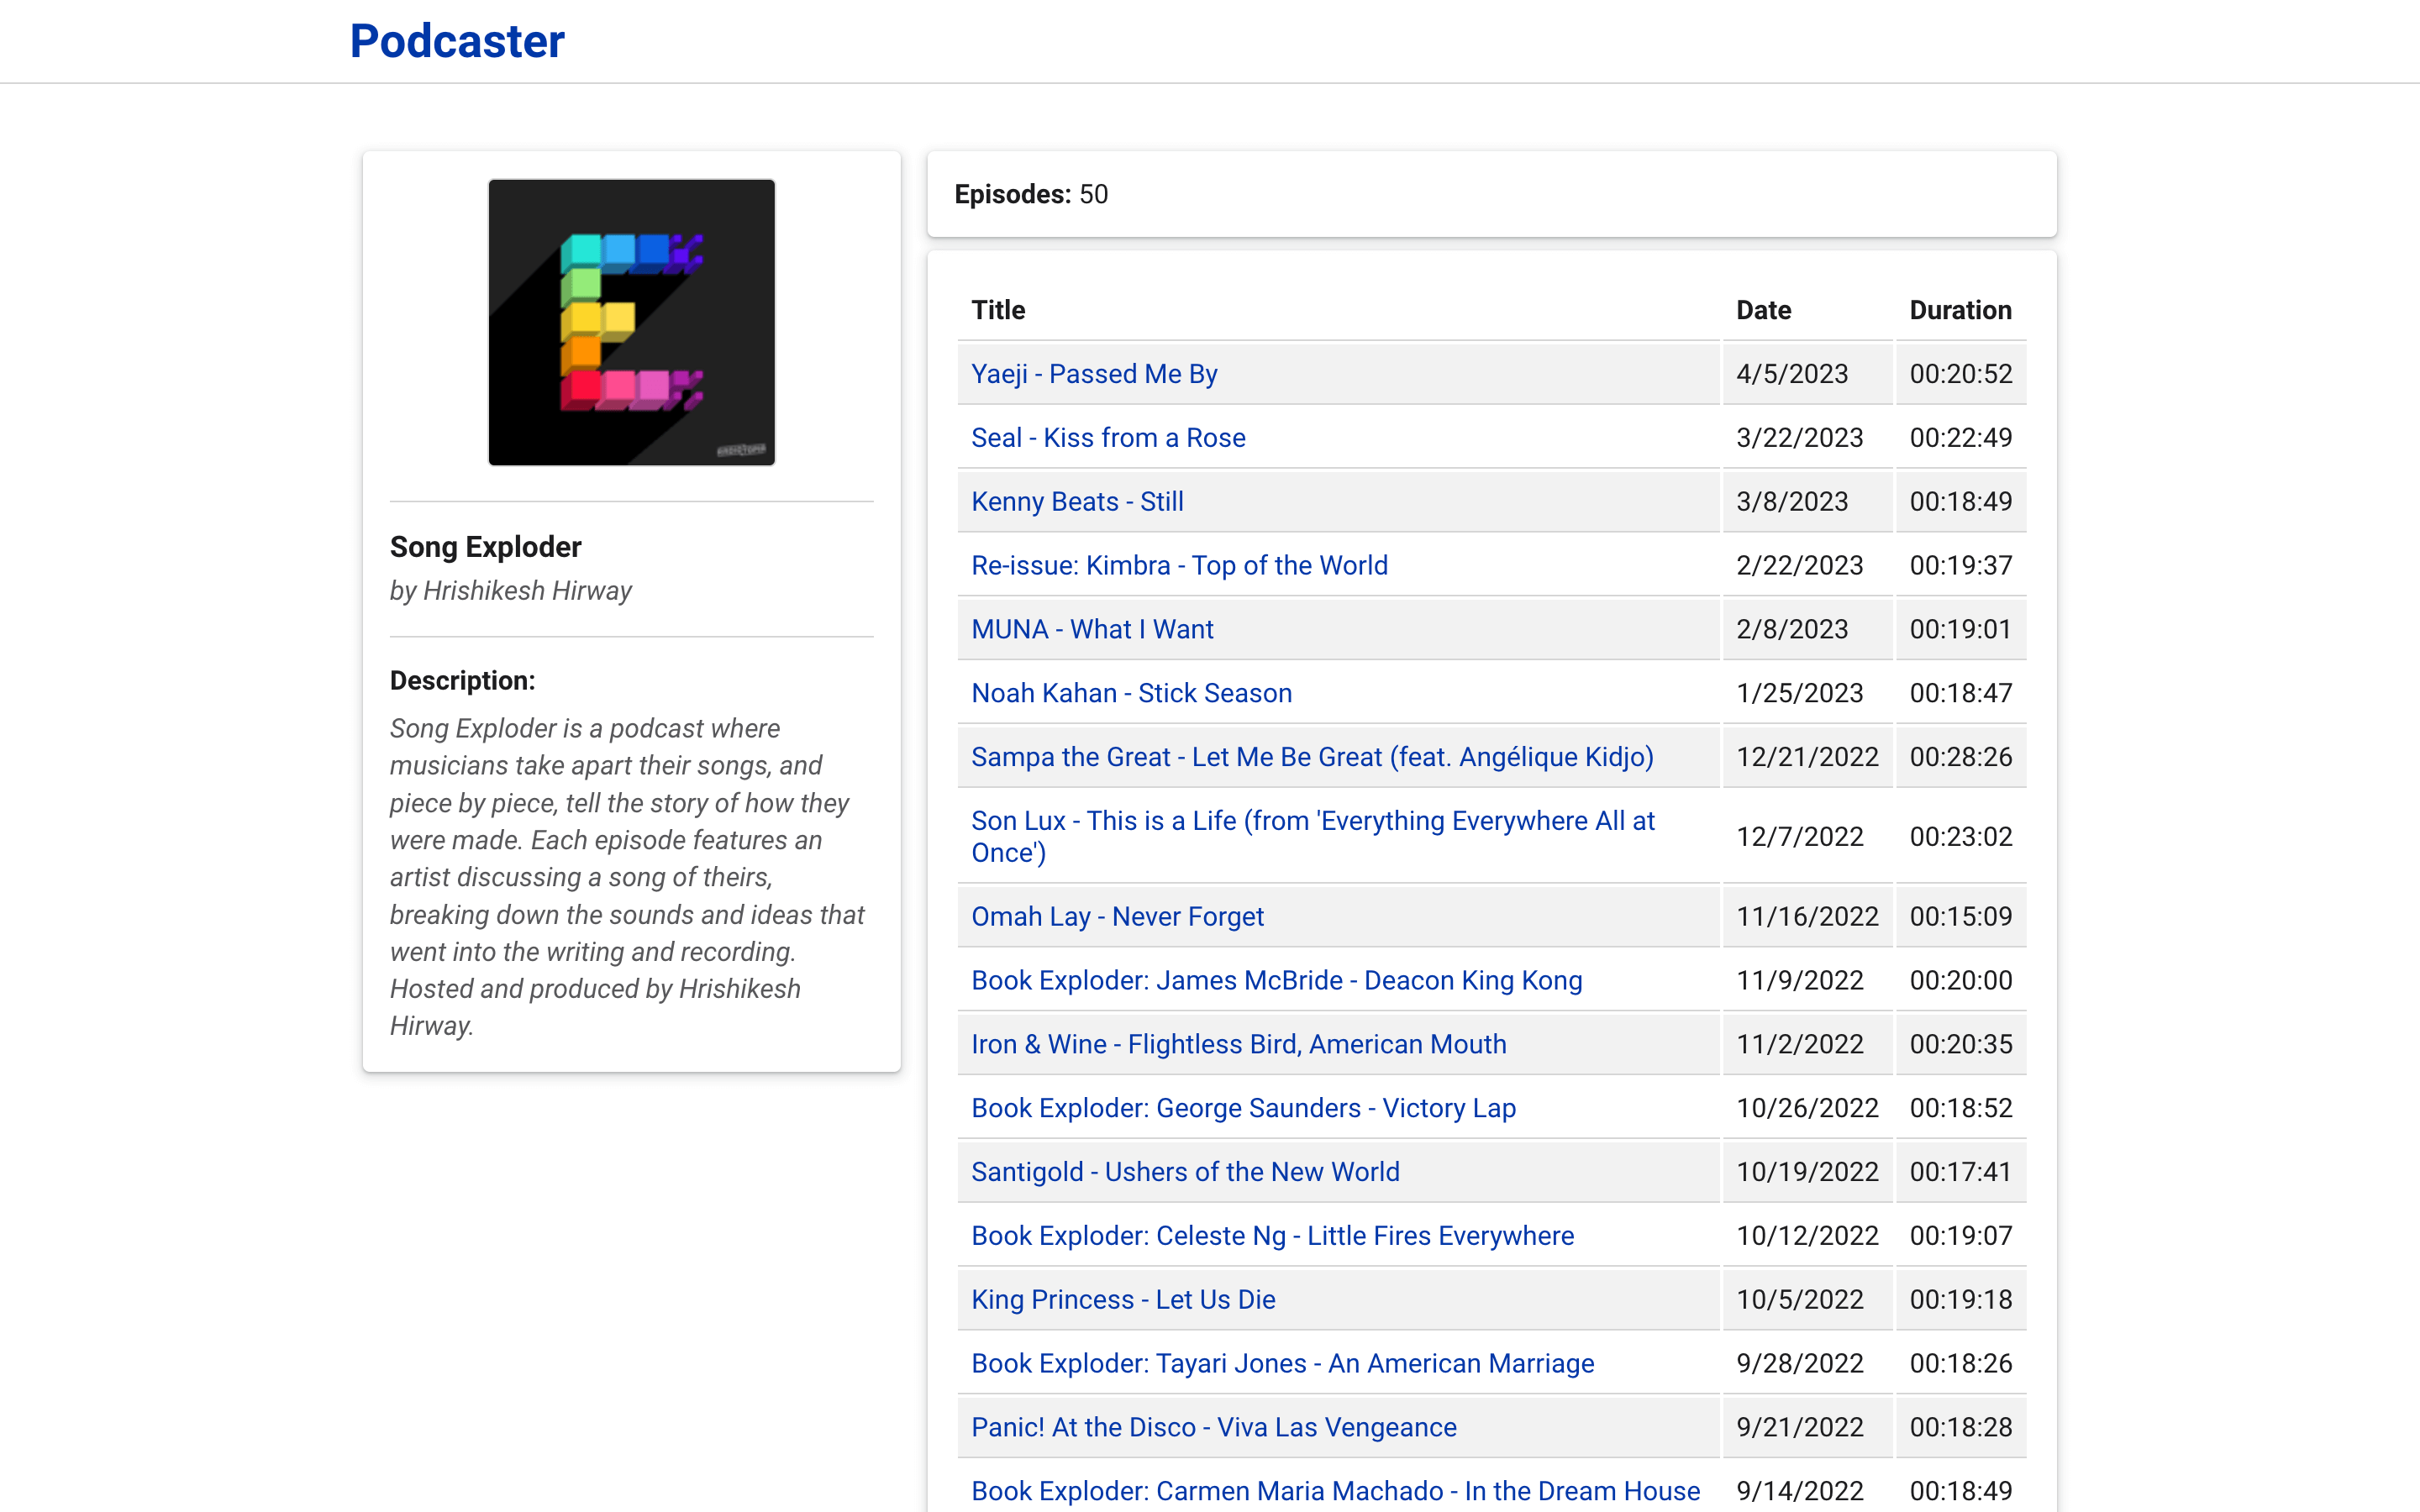 Podcaster
Song Exploder
by Hrishikesh Hirway
Description:
Song Exploder is a podcast where
musicians take apart their songs, and
piece by piece, tell the story of how they
were made. Each episode features an
artist discussing a song of theirs,
breaking down the sounds and ideas that
went into the writing and recording.
Hosted and produced by Hrishikesh
Hirway.
Episodes: 50
Title Date Duration
Yaeji - Passed Me By 4/5/2023 00:20:52
Seal - Kiss from a Rose 3/22/2023 00:22:49
Kenny Beats - Still 3/8/2023 00:18:49
Re-issue: Kimbra - Top of the World 2/22/2023 00:19:37
MUNA - What I Want 2/8/2023 00:19:01
Noah Kahan - Stick Season 1/25/2023 00:18:47
Sampa the Great - Let Me Be Great (feat. Angélique Kidjo) 12/21/2022 00:28:26
Son Lux - This is a Life (from 'Everything Everywhere All at
Once') 12/7/2022 00:23:02
Omah Lay - Never Forget 11/16/2022 00:15:09
Book Exploder: James McBride - Deacon King Kong 11/9/2022 00:20:00
Iron & Wine - Flightless Bird, American Mouth 11/2/2022 00:20:35
Book Exploder: George Saunders - Victory Lap 10/26/2022 00:18:52
Santigold - Ushers of the New World 10/19/2022 00:17:41
Book Exploder: Celeste Ng - Little Fires Everywhere 10/12/2022 00:19:07
King Princess - Let Us Die 10/5/2022 00:19:18
Book Exploder: Tayari Jones - An American Marriage 9/28/2022 00:18:26
Panic! At the Disco - Viva Las Vengeance 9/21/2022 00:18:28
Book Exploder: Carmen Maria Machado - In the Dream House 9/14/2022 00:18:49